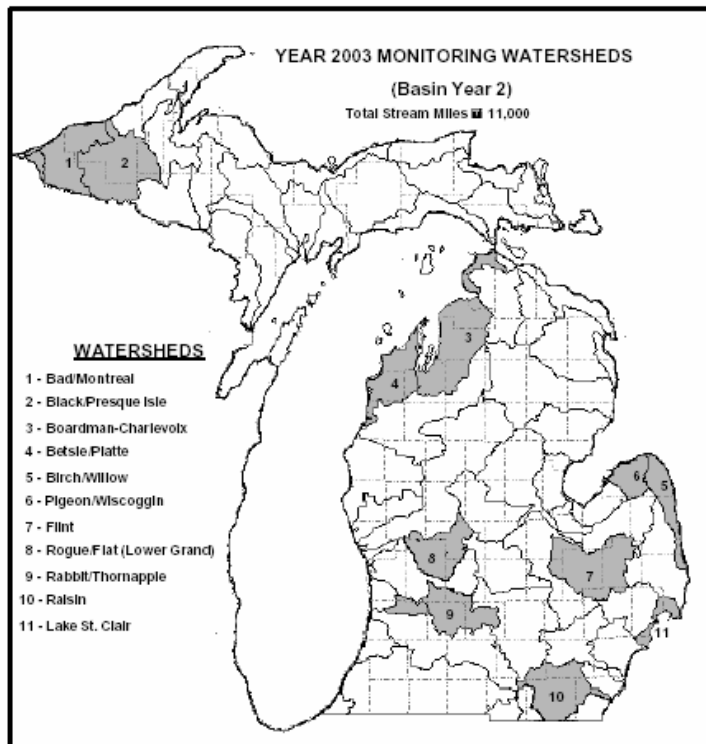 YEAR 2003 MONITORING WATERSHEDS
(Basin Year 2)
Total Stream Miles 11,000
1
2
3
4
WATERSHEDS
1 - Bad/Montreal
2 - Black/Presque Isle
3 - Boardman-Charlevoix
4 - Betsie/Platte
5 - Birch/Willow
6 - Pigeon/Wiscoggin
7 - Flint
8 - Rogue/Flat (Lower Grand)
9 - Rabbit/Thornapple
10 - Raisin
11 - Lake St. Clair
6
5
8
7
9
11
10